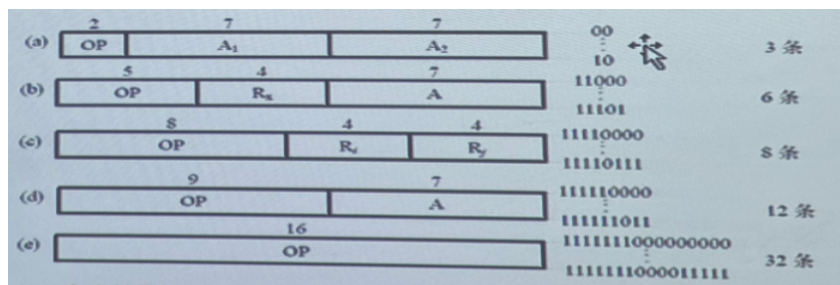 2 7 7
(a) OP A₁ A₂ 00 ⋮ 10 3 条
5 4 7
(b) OP Rₓ A 11000 ⋮ 11101 6 条
8 4 4
(c) OP Rₓ Rᵧ 11110000 ⋮ 11110111 8 条
9 7
(d) OP A 111110000 ⋮ 111111011 12 条
16
(e) OP 1111111000000000 ⋮ 1111111000011111 32 条